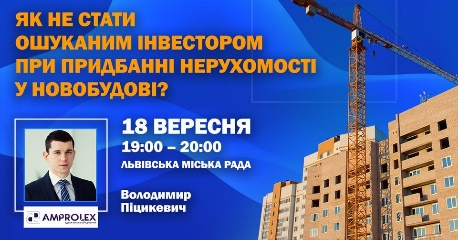 ЯК НЕ СТАТИ
ОШУКАНИМ ІНВЕСТОРОМ
ПРИ ПРИДБАННІ НЕРУХОМОСТІ
У НОВОБУДОВІ?
18 ВЕРЕСНЯ
19:00 – 20:00
ЛЬВІВСЬКА МІСЬКА РАДА
Володимир
Піцикевич
AMPROLEX